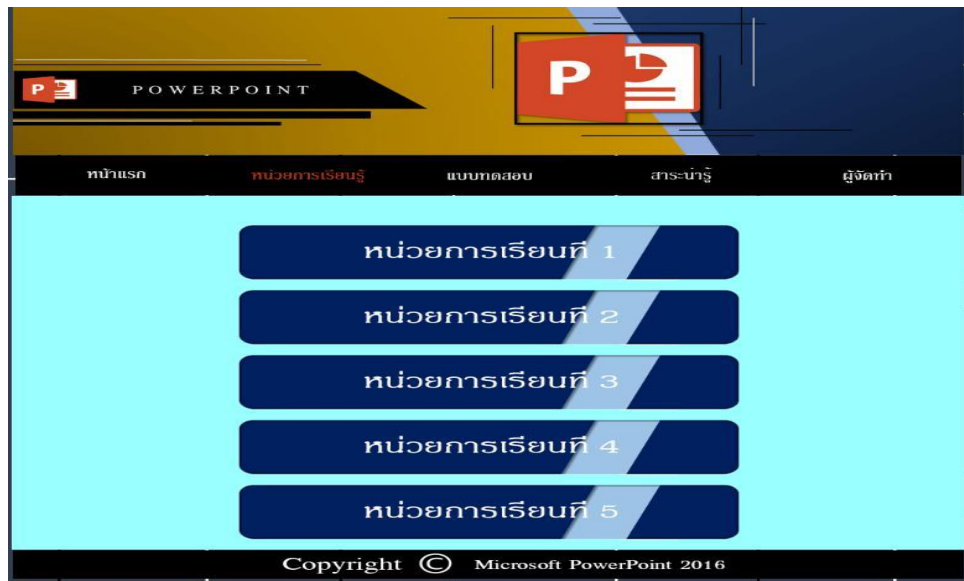 P
POWERPOINT
P
หน้าแรก หน่วยการเรียนรู้ แบบทดสอบ สาระน่ารู้ ผู้จัดทำ
หน่วยการเรียนที่ 1
หน่วยการเรียนที่ 2
หน่วยการเรียนที่ 3
หน่วยการเรียนที่ 4
หน่วยการเรียนที่ 5
Copyright © Microsoft PowerPoint 2016